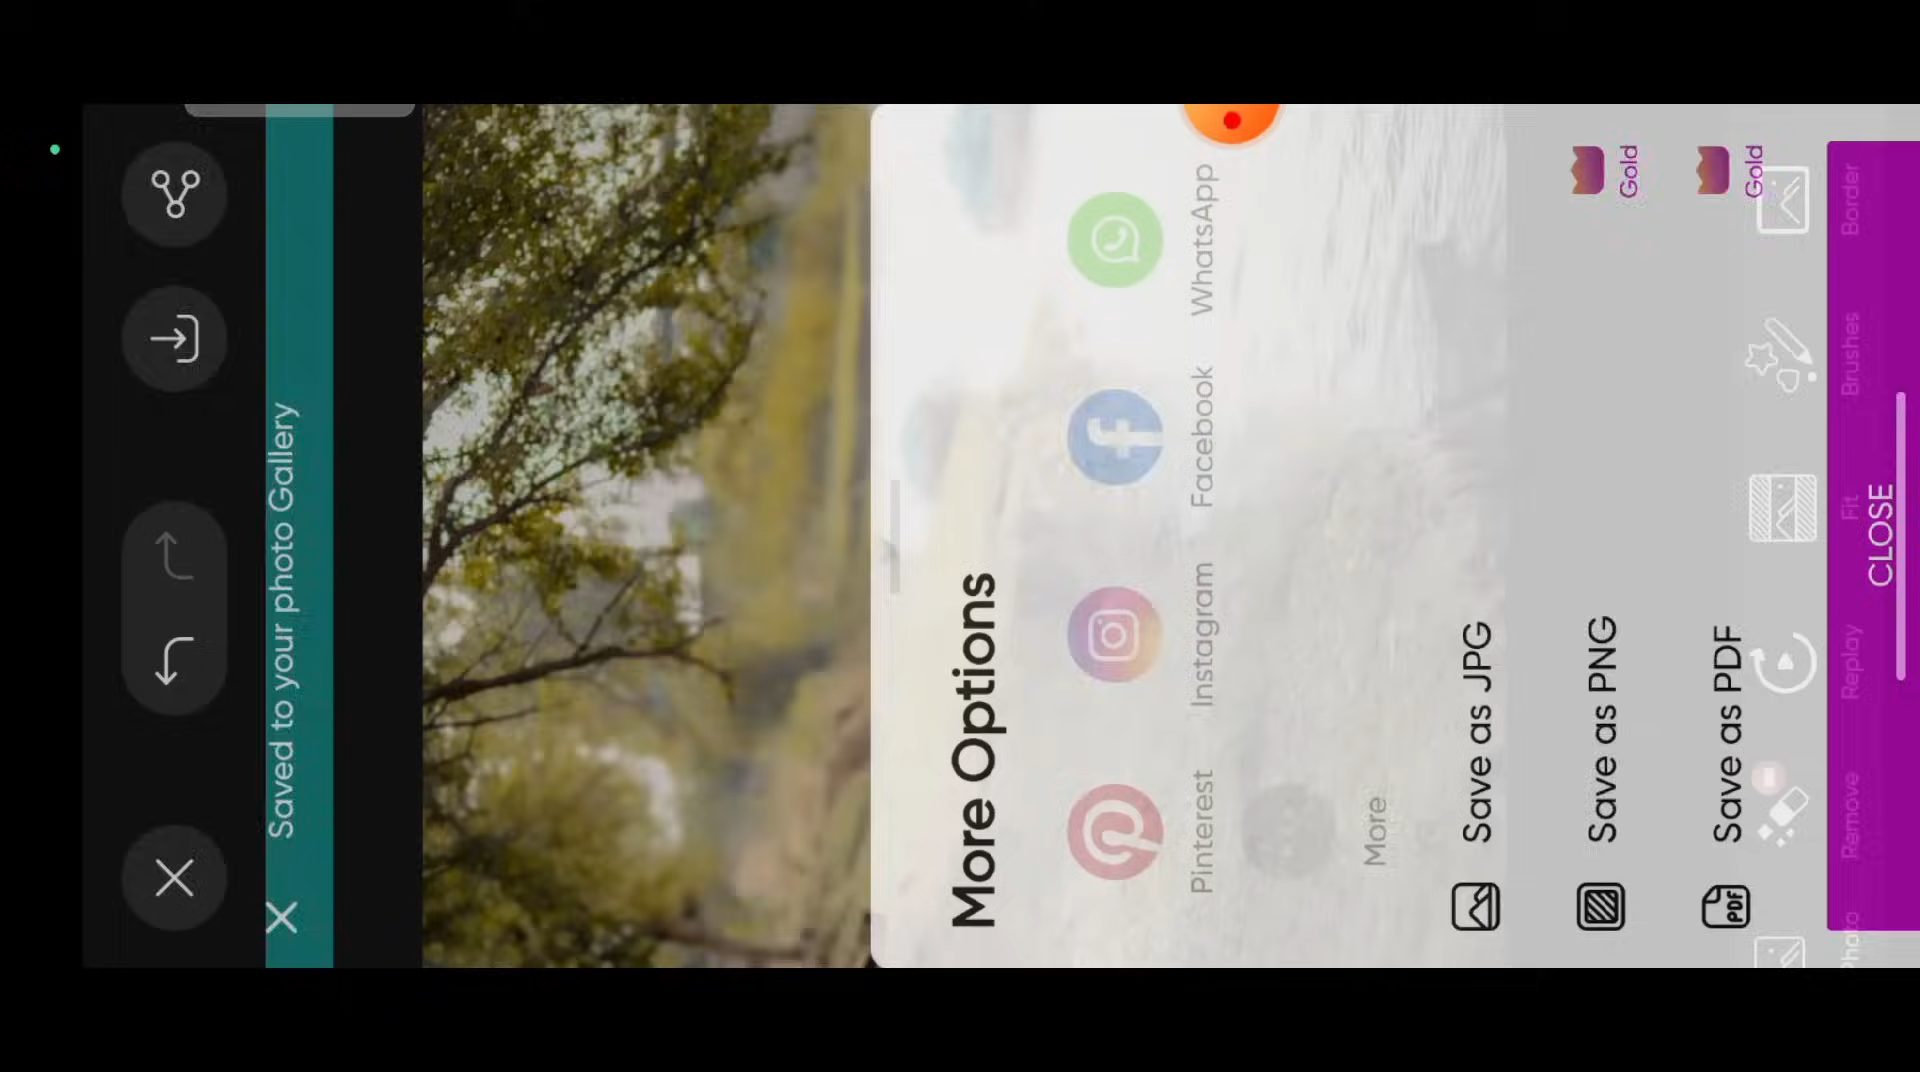 Saved to your photo Gallery
More Options
Pinterest
Instagram
Facebook
WhatsApp
More
Save as JPG
Save as PNG
Gold
Save as PDF
Gold
PDF
Photo
Remove
Replay
Fit
Brushes
Border
CLOSE